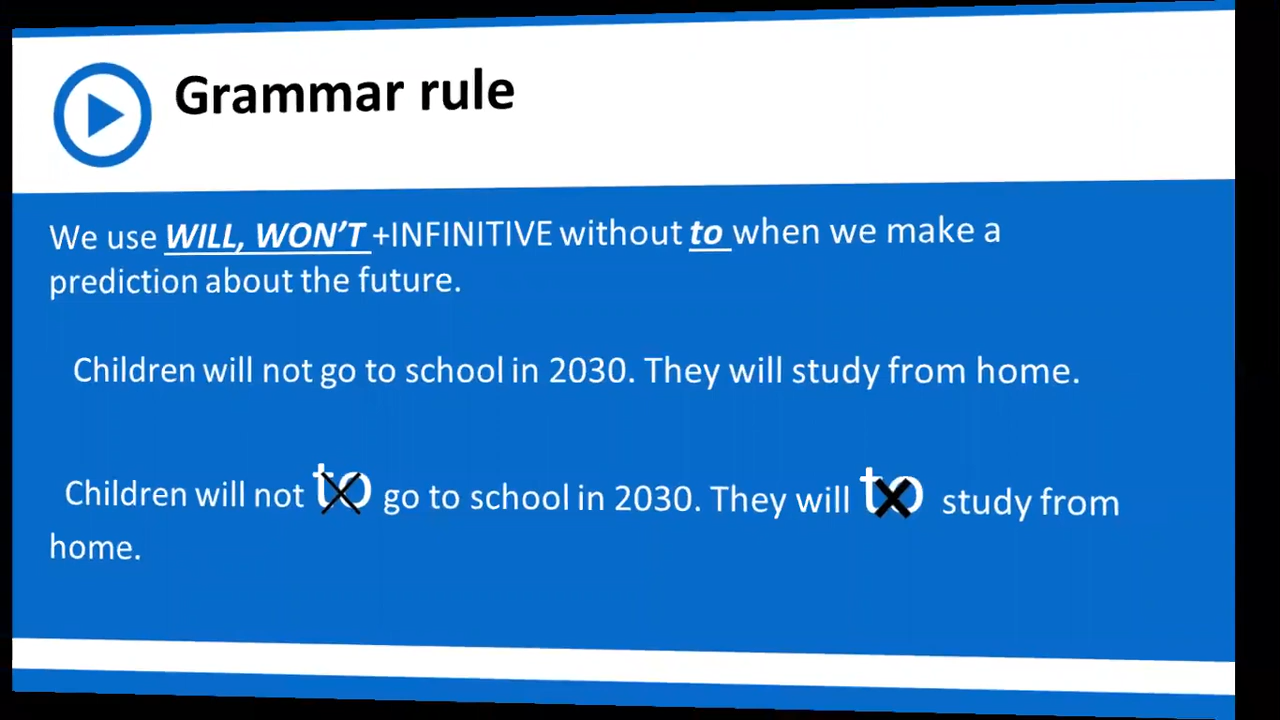 Grammar rule
We use WILL, WON'T +INFINITIVE without to when we make a
prediction about the future.
Children will not go to school in 2030. They will study from home.
Children will not to go to school in 2030. They will to study from
home.